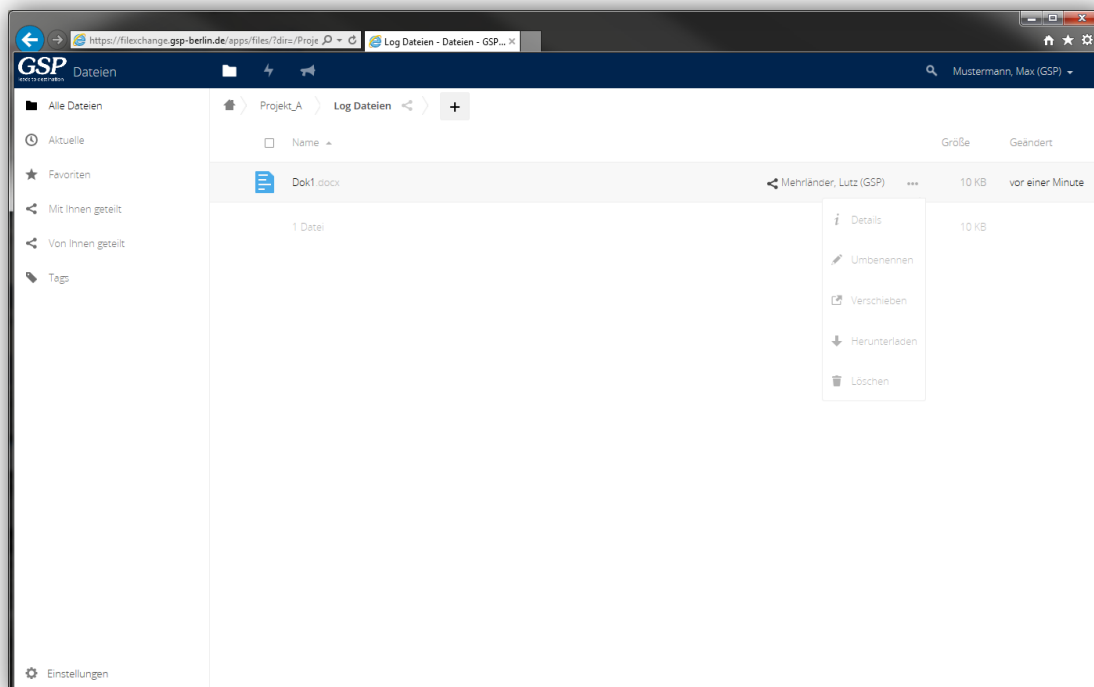 https://filexchange.gsp-berlin.de/apps/files/?dir=/Proje
Log Dateien - Dateien - GSP...
GSP Dateien
Mustermann, Max (GSP)
Alle Dateien
Projekt_A Log Dateien +
Aktuelle
Name Größe Geändert
Favoriten
Dok1.docx Mehrländer, Lutz (GSP) ... 10 KB vor einer Minute
Mit Ihnen geteilt
1 Datei 10 KB
Von Ihnen geteilt
Tags
Details
Umbenennen
Verschieben
Herunterladen
Löschen
Einstellungen